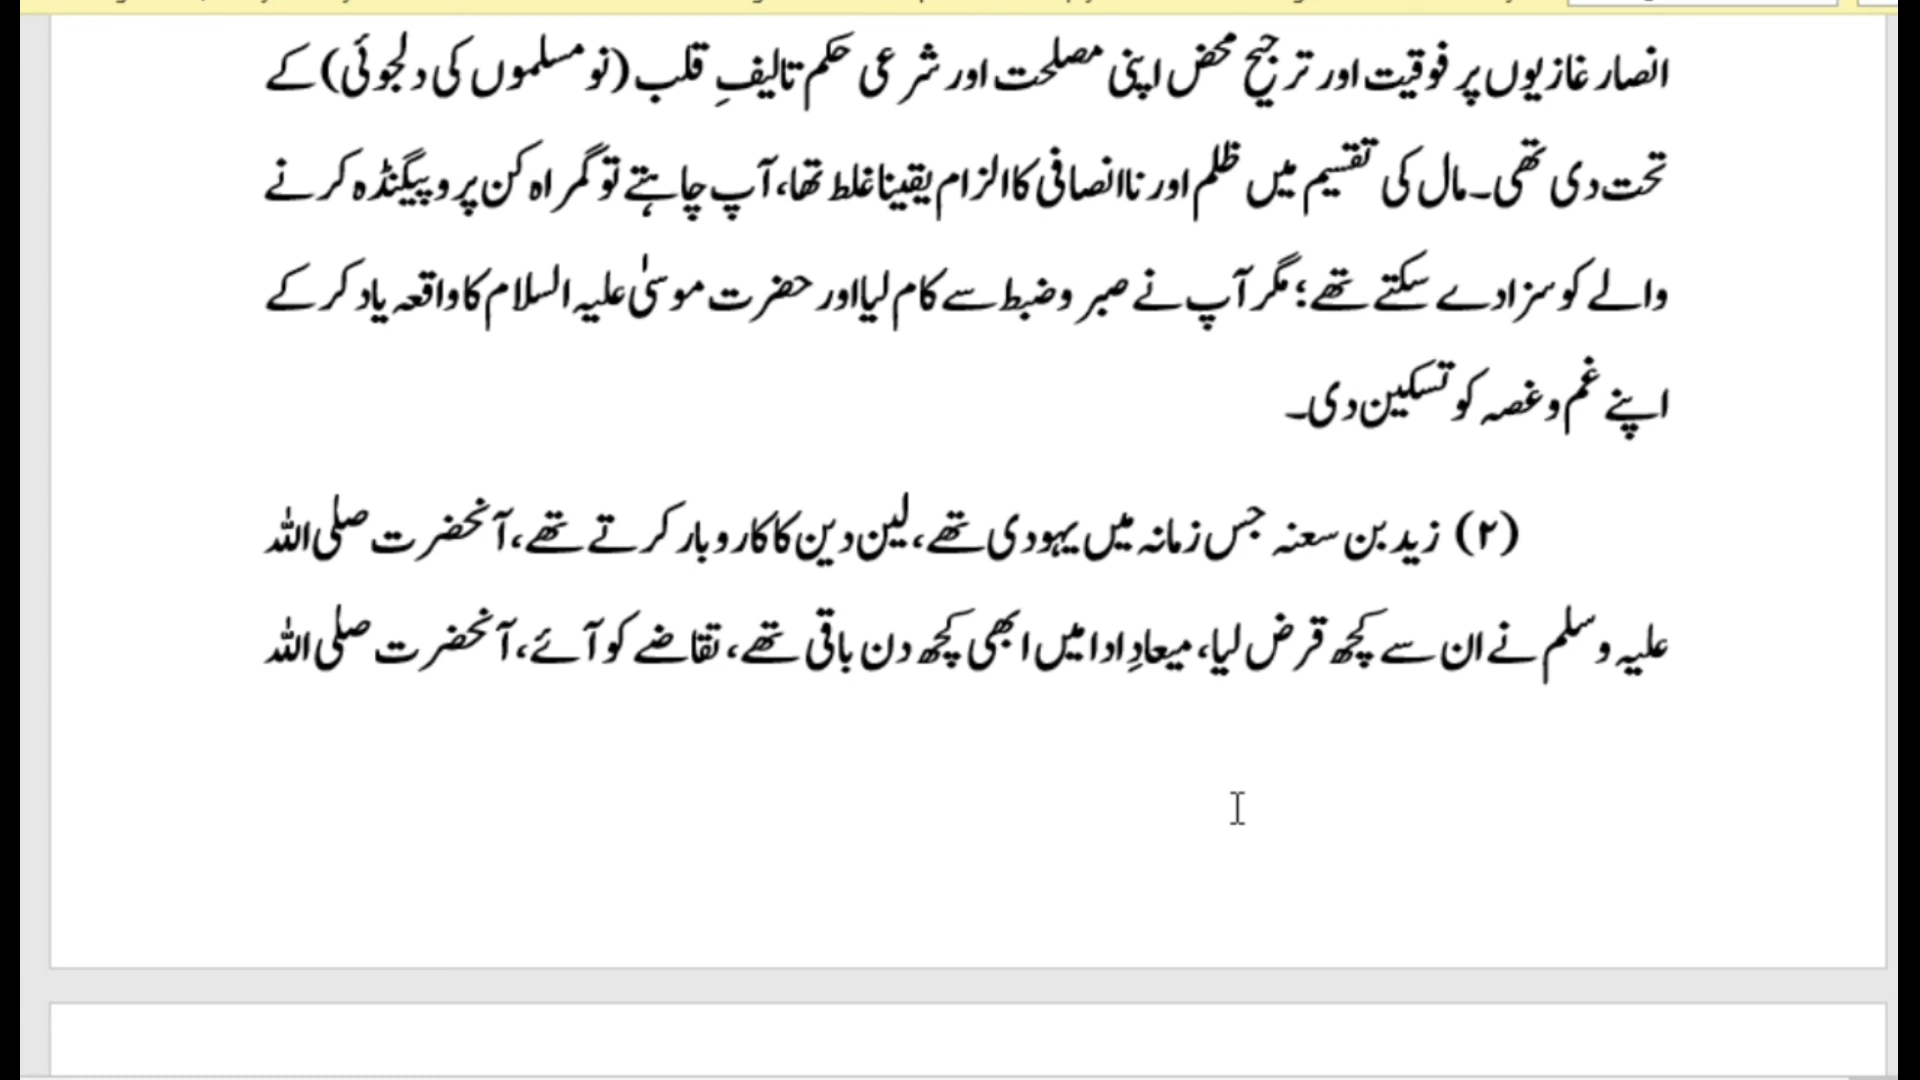 انصار غازیوں پر فوقیت اور ترجیح محض اپنی مصلحت اور شرعی حکم تالیفِ قلب (نو مسلموں کی دلجوئی) کے
تحت دی تھی۔ مال کی تقسیم میں ظلم اور ناانصافی کا الزام یقینا غلط تھا، آپ چاہتے تو گمراہ کن پروپیگنڈہ کرنے
والے کو سزا دے سکتے تھے؛ مگر آپ نے صبر و ضبط سے کام لیا اور حضرت موسیٰ علیہ السلام کا واقعہ یاد کر کے
اپنے غم و غصہ کو تسکین دی۔
(۲) زید بن سعنہ جس زمانہ میں یہودی تھے، لین دین کا کاروبار کرتے تھے، آنحضرت صلی اللہ
علیہ وسلم نے ان سے کچھ قرض لیا، میعادِ ادا میں ابھی کچھ دن باقی تھے، تقاضے کو آئے، آنحضرت صلی اللہ